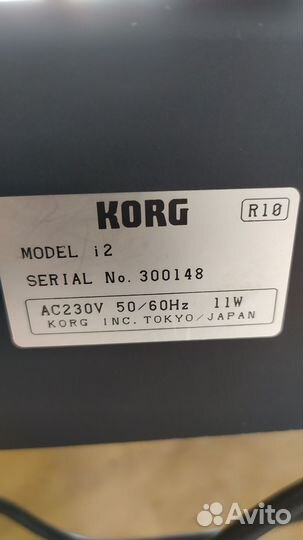 KORG
R10
MODEL i2
SERIAL No. 300148
AC230V 50/60Hz 11W
KORG INC. TOKYO/JAPAN
Avito